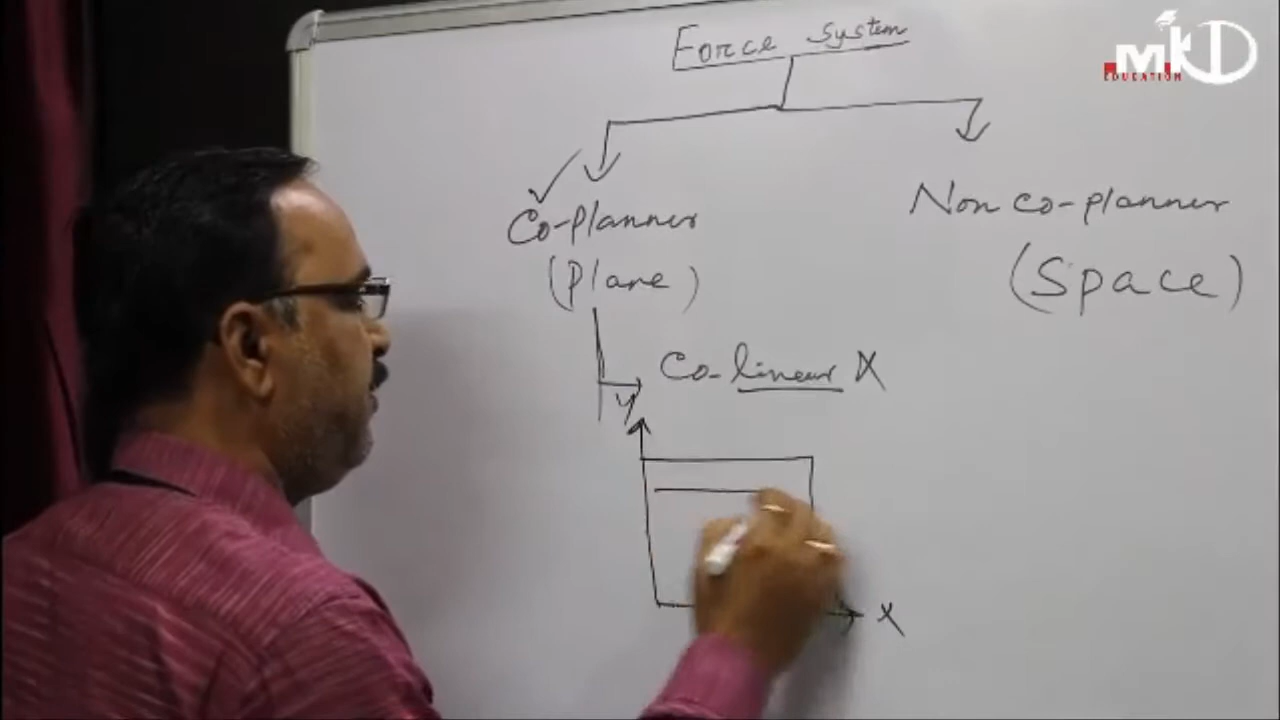 Force System
Co-planner
(Plane)
Non co-planner
(Space)
Co-linear X
y
X
MKD
EDUCATION